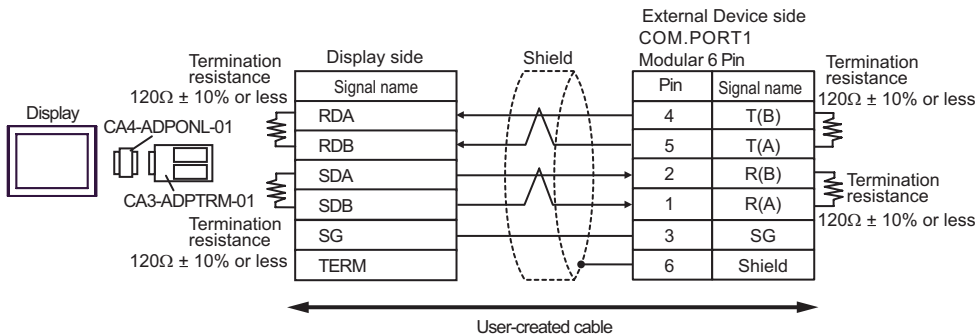 External Device side
COM.PORT1
Modular 6 Pin
Display side
Shield
Termination
resistance
120Ω ± 10% or less
Termination
resistance
120Ω ± 10% or less
Signal name
Pin
Signal name
Display
CA4-ADPONL-01
CA3-ADPTRM-01
RDA
4
T(B)
RDB
5
T(A)
SDA
2
R(B)
SDB
1
R(A)
SG
3
SG
TERM
6
Shield
Termination
resistance
120Ω ± 10% or less
Termination
resistance
120Ω ± 10% or less
User-created cable